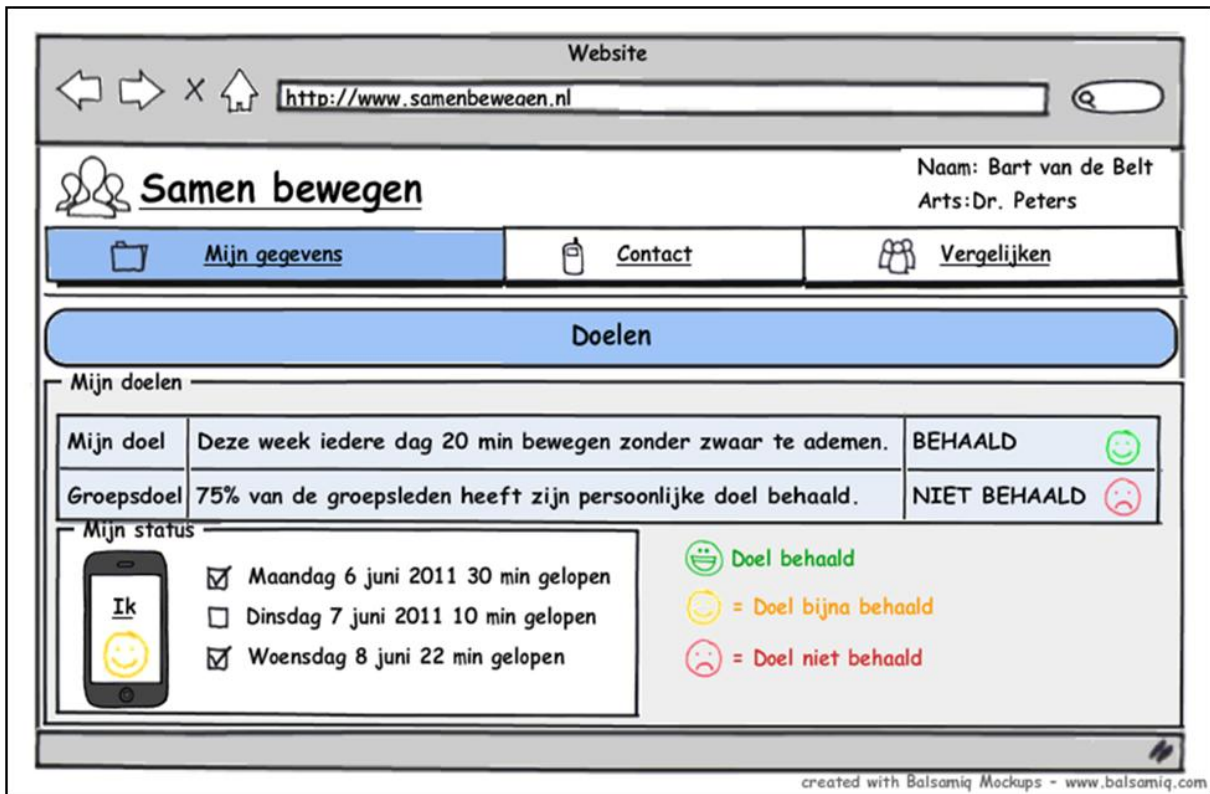 Website
http://www.samenbewegen.nl
Naam: Bart van de Belt
Arts:Dr. Peters
Samen bewegen
Mijn gegevens
Contact
Vergelijken
Doelen
Mijn doelen
Mijn doel Deze week iedere dag 20 min bewegen zonder zwaar te ademen. BEHAALD
Groepsdoel 75% van de groepsleden heeft zijn persoonlijke doel behaald. NIET BEHAALD
Mijn status
Ik
Maandag 6 juni 2011 30 min gelopen
Dinsdag 7 juni 2011 10 min gelopen
Woensdag 8 juni 22 min gelopen
Doel behaald
= Doel bijna behaald
= Doel niet behaald
created with Balsamiq Mockups - www.balsamiq.com